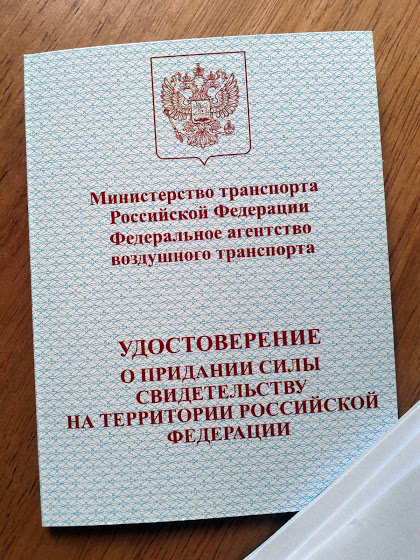 Министерство транспорта
Российской Федерации
Федеральное агентство
воздушного транспорта
УДОСТОВЕРЕНИЕ
О ПРИДАНИИ СИЛЫ
СВИДЕТЕЛЬСТВУ
НА ТЕРРИТОРИИ РОССИЙСКОЙ
ФЕДЕРАЦИИ